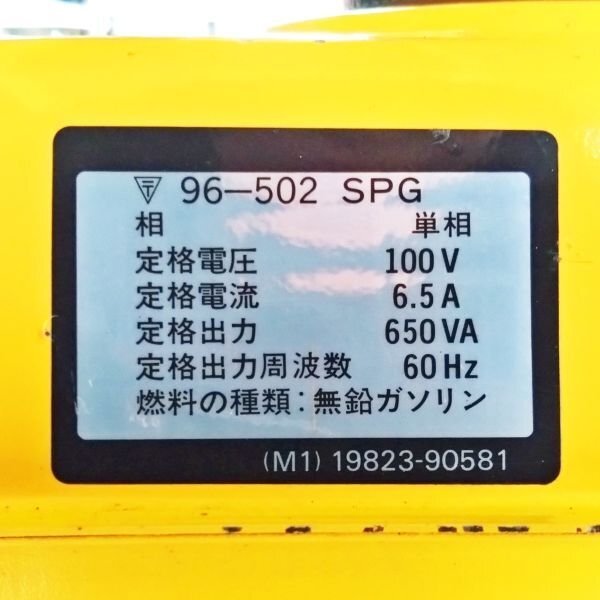 〒 96-502 SPG
相 単相
定格電圧 100V
定格電流 6.5A
定格出力 650VA
定格出力周波数 60Hz
燃料の種類:無鉛ガソリン
(M1) 19823-90581